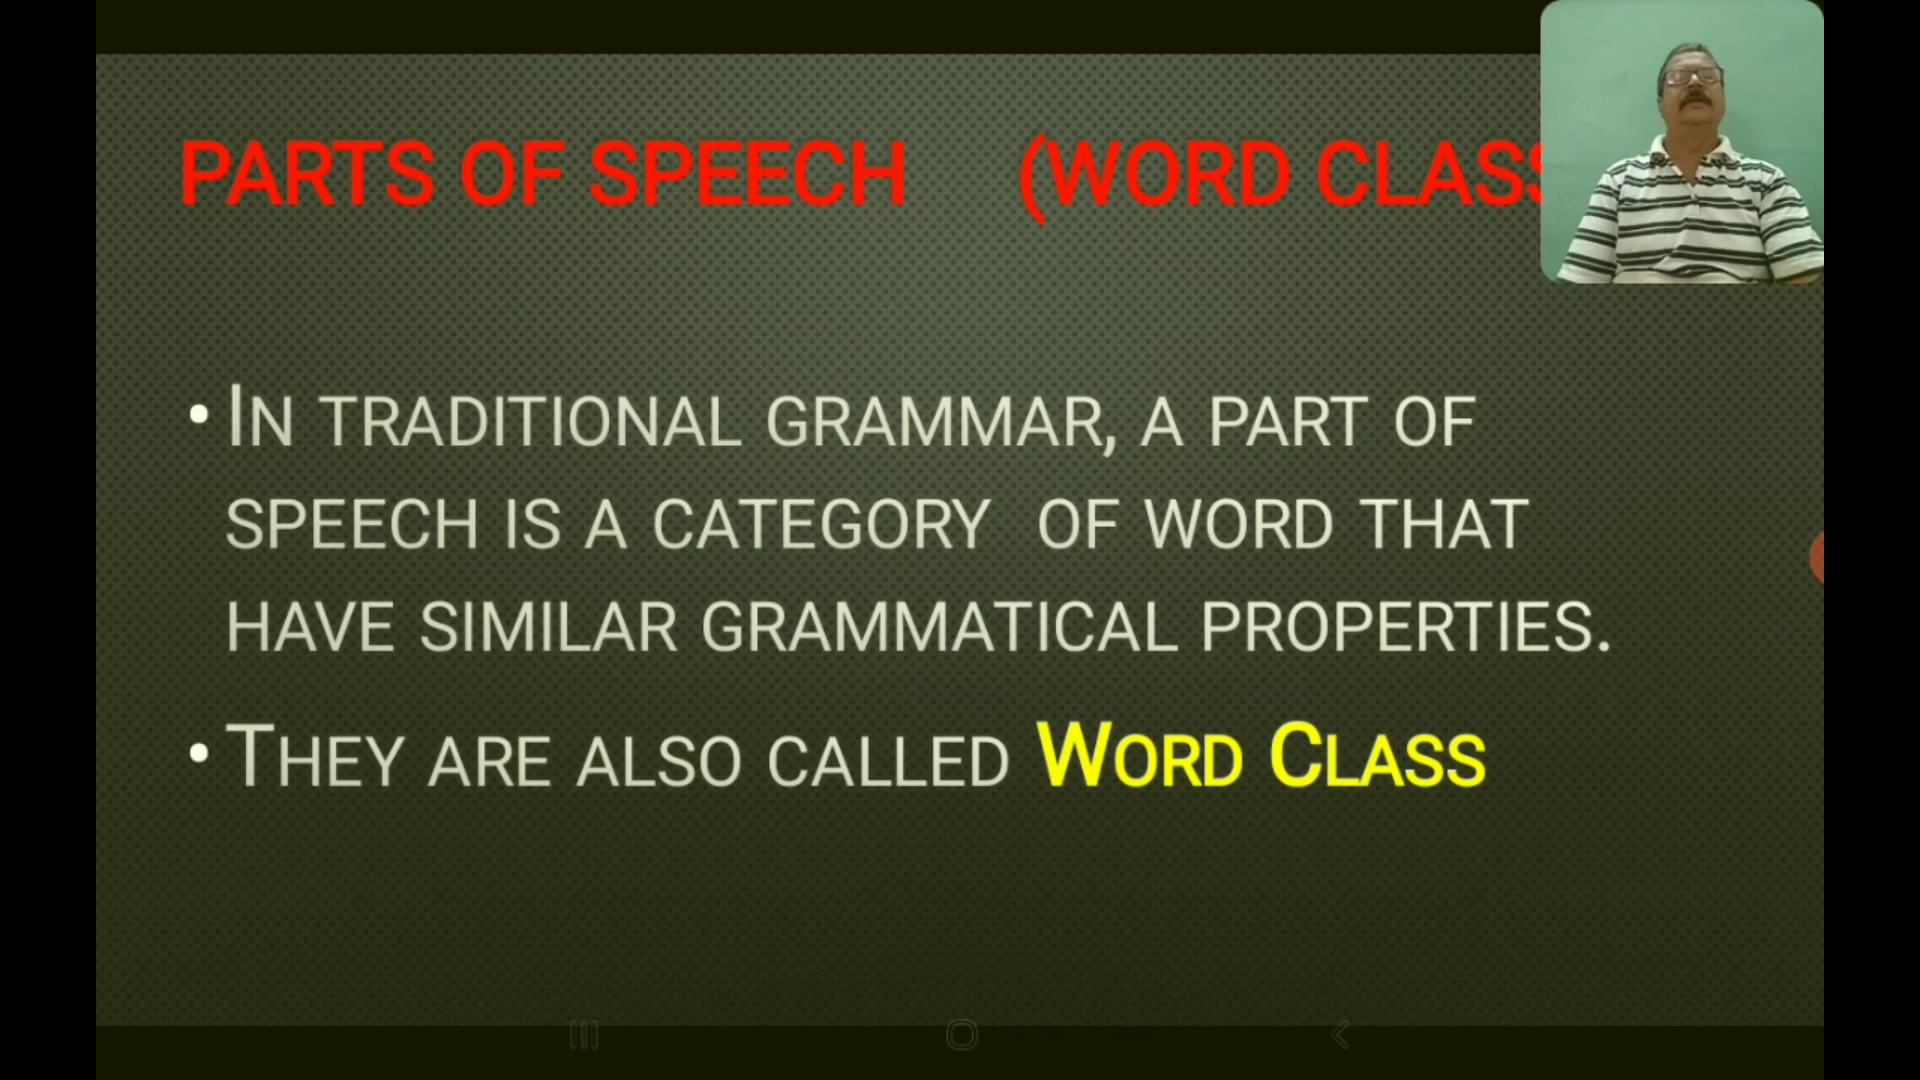 PARTS OF SPEECH (WORD CLASS
• IN TRADITIONAL GRAMMAR, A PART OF
SPEECH IS A CATEGORY OF WORD THAT
HAVE SIMILAR GRAMMATICAL PROPERTIES.
• THEY ARE ALSO CALLED WORD CLASS